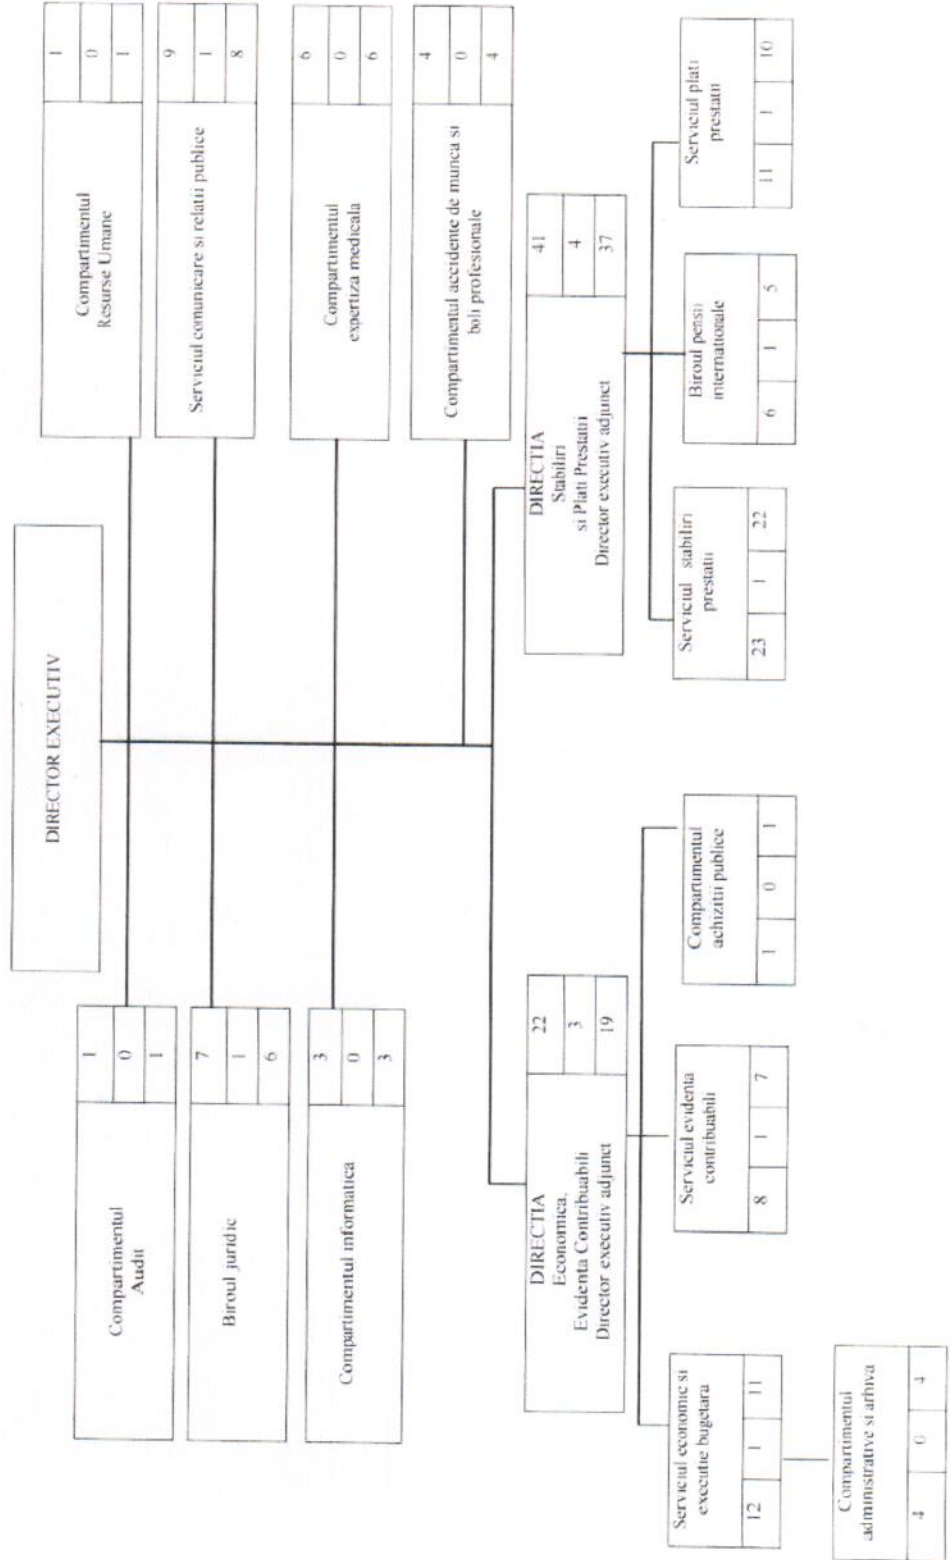 DIRECTOR EXECUTIV
Compartimentul
Audit
1
0
1
Compartimentul
Resurse Umane
1
0
1
Biroul juridic
7
1
6
Serviciul comunicare si relatii publice
9
1
8
Compartimentul informatica
3
0
3
Compartimentul
expertiza medicala
6
0
6
Compartimentul accidente de munca si
boli profesionale
4
0
4
DIRECTIA
Economica,
Evidenta Contribuabili
Director executiv adjunct
22
3
19
DIRECTIA
Stabiliri
si Plati Prestatii
Director executiv adjunct
41
4
37
Serviciul economic si
executie bugetara
12 1 11
Serviciul evidenta
contribuabili
8 1 7
Compartimentul
achizitii publice
1 0 1
Serviciul stabiliri
prestatii
23 1 22
Biroul pensii
internationale
6 1 5
Serviciul plati
prestatii
11 1 10
Compartimentul
administrative si arhiva
4 0 4